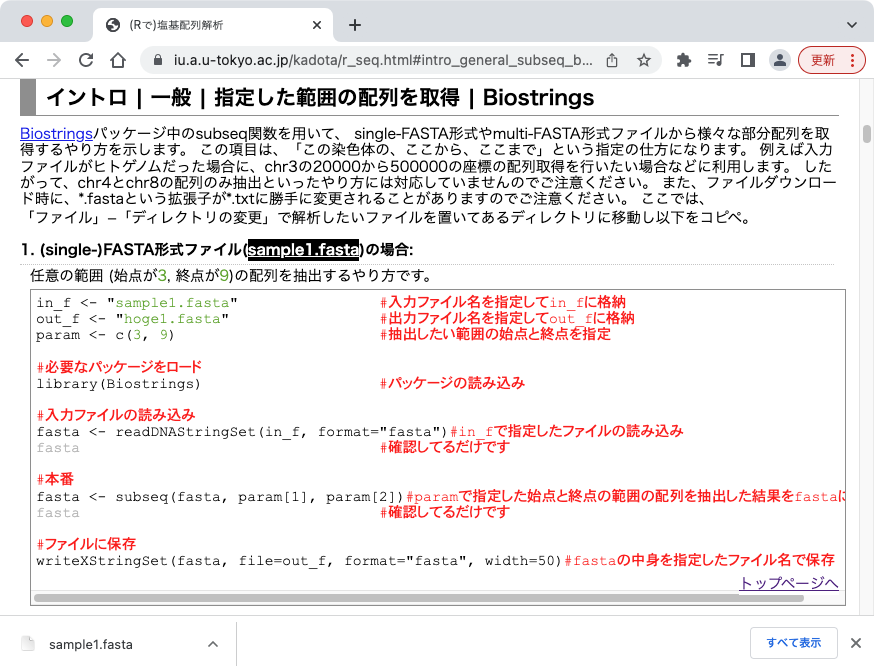 (Rで)塩基配列解析
iu.a.u-tokyo.ac.jp/kadota/r_seq.html#intro_general_subseq_b...
更新
イントロ | 一般 | 指定した範囲の配列を取得 | Biostrings
Biostringsパッケージ中のsubseq関数を用いて、 single-FASTA形式やmulti-FASTA形式ファイルから様々な部分配列を取
得するやり方を示します。 この項目は、「この染色体の、ここから、ここまで」という指定の仕方になります。 例えば入力
ファイルがヒトゲノムだった場合に、chr3の20000から500000の座標の配列取得を行いたい場合などに利用します。 した
がって、chr4とchr8の配列のみ抽出といったやり方には対応していませんのでご注意ください。 また、ファイルダウンロー
ド時に、*.fastaという拡張子が*.txtに勝手に変更されることがありますのでご注意ください。 ここでは、
「ファイル」–「ディレクトリの変更」で解析したいファイルを置いてあるディレクトリに移動し以下をコピペ。
1. (single-)FASTA形式ファイル(sample1.fasta)の場合:
任意の範囲 (始点が3, 終点が9)の配列を抽出するやり方です。
in_f <- "sample1.fasta" #入力ファイル名を指定してin_fに格納
out_f <- "hoge1.fasta" #出力ファイル名を指定してout_fに格納
param <- c(3, 9) #抽出したい範囲の始点と終点を指定
#必要なパッケージをロード
library(Biostrings) #パッケージの読み込み
#入力ファイルの読み込み
fasta <- readDNAStringSet(in_f, format="fasta")#in_fで指定したファイルの読み込み
fasta #確認してるだけです
#本番
fasta <- subseq(fasta, param[1], param[2])#paramで指定した始点と終点の範囲の配列を抽出した結果をfastaに
fasta #確認してるだけです
#ファイルに保存
writeXStringSet(fasta, file=out_f, format="fasta", width=50)#fastaの中身を指定したファイル名で保存
トップページへ
sample1.fasta
すべて表示